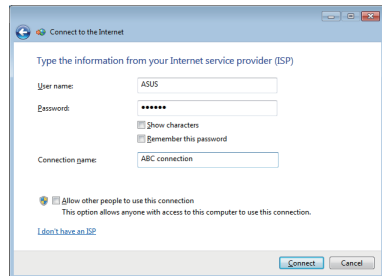 Connect to the Internet
Type the information from your Internet service provider (ISP)
User name: ASUS
Password: ••••••
Show characters
Remember this password
Connection name: ABC connection
Allow other people to use this connection
This option allows anyone with access to this computer to use this connection.
I don't have an ISP
Connect Cancel